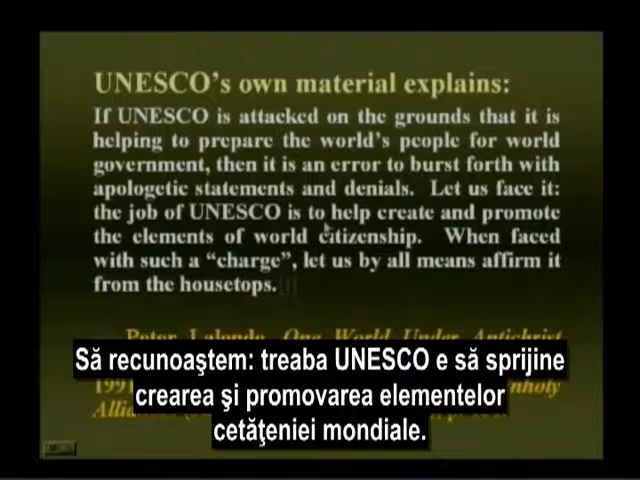 UNESCO's own material explains:
If UNESCO is attacked on the grounds that it is
helping to prepare the world's people for world
government, then it is an error to burst forth with
apologetic statements and denials. Let us face it:
the job of UNESCO is to help create and promote
the elements of world citizenship. When faced
with such a "charge", let us by all means affirm it
from the housetops.
Peter Lalonde, One World Under Antichrist
Să recunoaştem: treaba UNESCO e să sprijine
crearea şi promovarea elementelor
cetăţeniei mondiale.